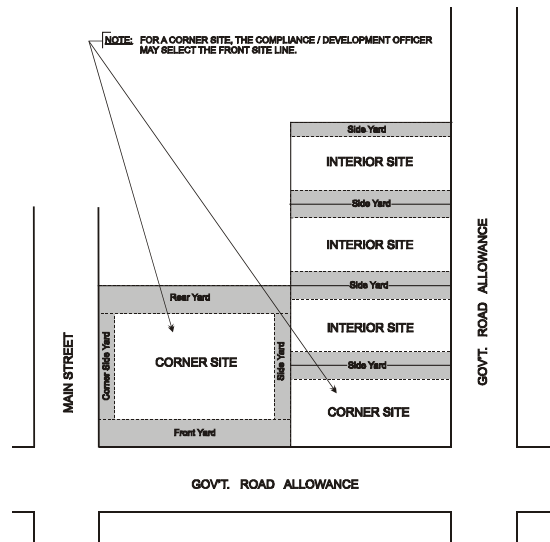 NOTE: FOR A CORNER SITE, THE COMPLIANCE / DEVELOPMENT OFFICER
MAY SELECT THE FRONT SITE LINE.
Side Yard
INTERIOR SITE
Side Yard
INTERIOR SITE
Side Yard
Rear Yard
INTERIOR SITE
Side Yard
CORNER SITE
Corner Side Yard
Side Yard
CORNER SITE
Front Yard
MAIN STREET
GOV'T. ROAD ALLOWANCE
GOV'T. ROAD ALLOWANCE